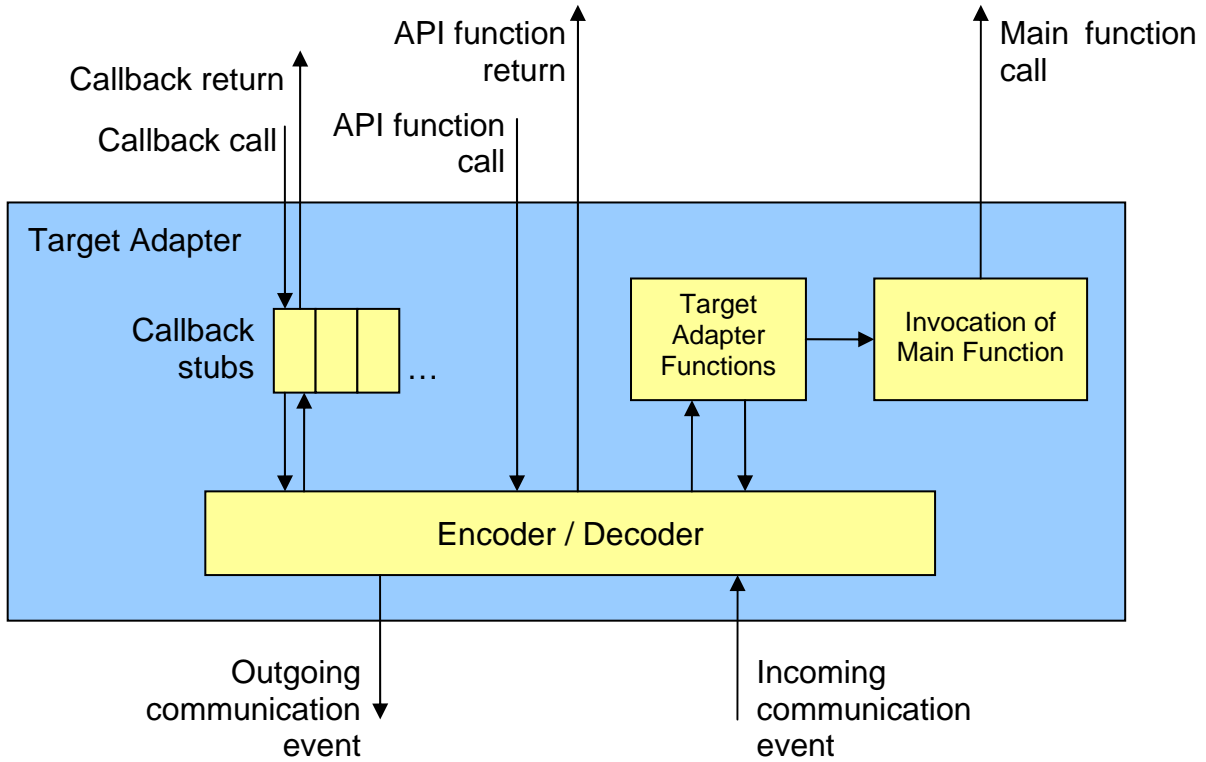 API function
return
Main function
call
Callback return
Callback call
API function
call
Target Adapter
Callback
stubs
...
Target
Adapter
Functions
Invocation of
Main Function
Encoder / Decoder
Outgoing
communication
event
Incoming
communication
event